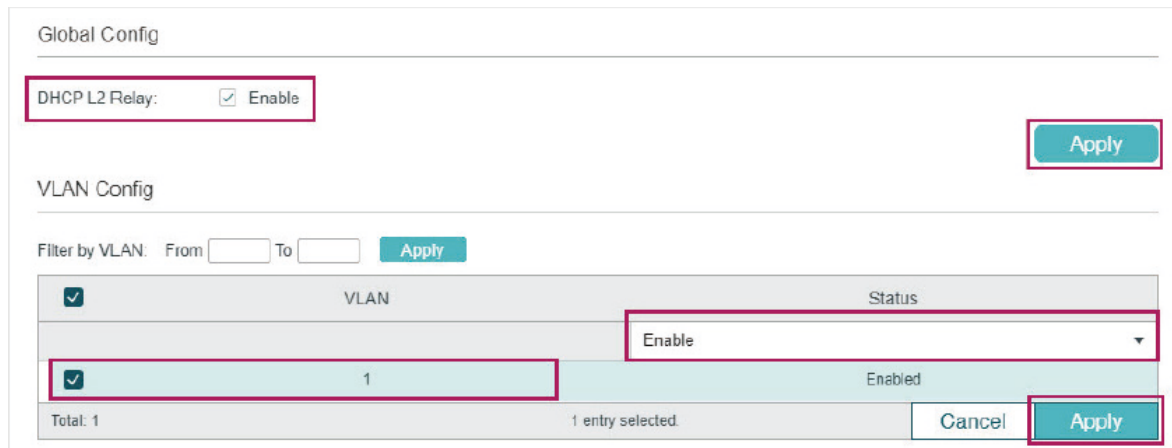 Global Config
DHCP L2 Relay: Enable
Apply
VLAN Config
Filter by VLAN: From To Apply
VLAN Status
Enable
1 Enabled
Total: 1 1 entry selected. Cancel Apply